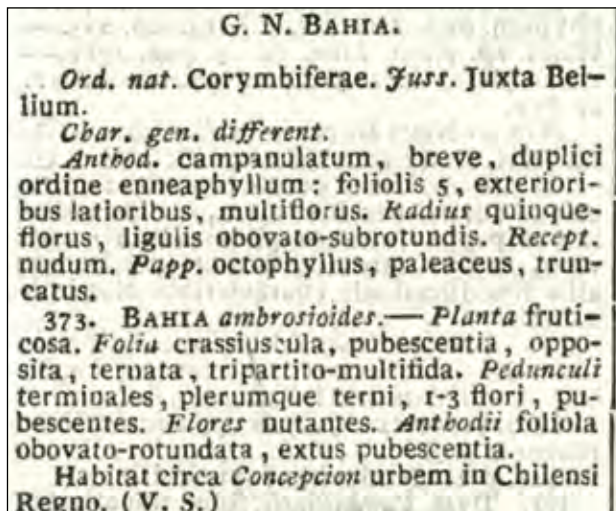 G. N. BAHIA.
Ord. nat. Corymbiferae. Juss. Juxta Bel-
lium.
Char. gen. different.
Anthod. campanulatum, breve, duplici
ordine enneaphyllum: foliolis 5, exteriori-
bus latioribus, multiflorus. Radius quinque-
florus, ligulis obovato-subrotundis. Recept.
nudum. Papp. octophyllus, paleaceus, trun-
catus.
373. BAHIA ambrosioides.— Planta fruti-
cosa. Folia crassiuscula, pubescentia, oppo-
sita, ternata, tripartito-multifida. Pedunculi
terminales, plerumque terni, 1-3 flori, pu-
bescentes. Flores nutantes. Anthodii foliola
obovato-rotundata, extus pubescentia.
Habitat circa Concepcion urbem in Chilensi
Regno. (V. S.)